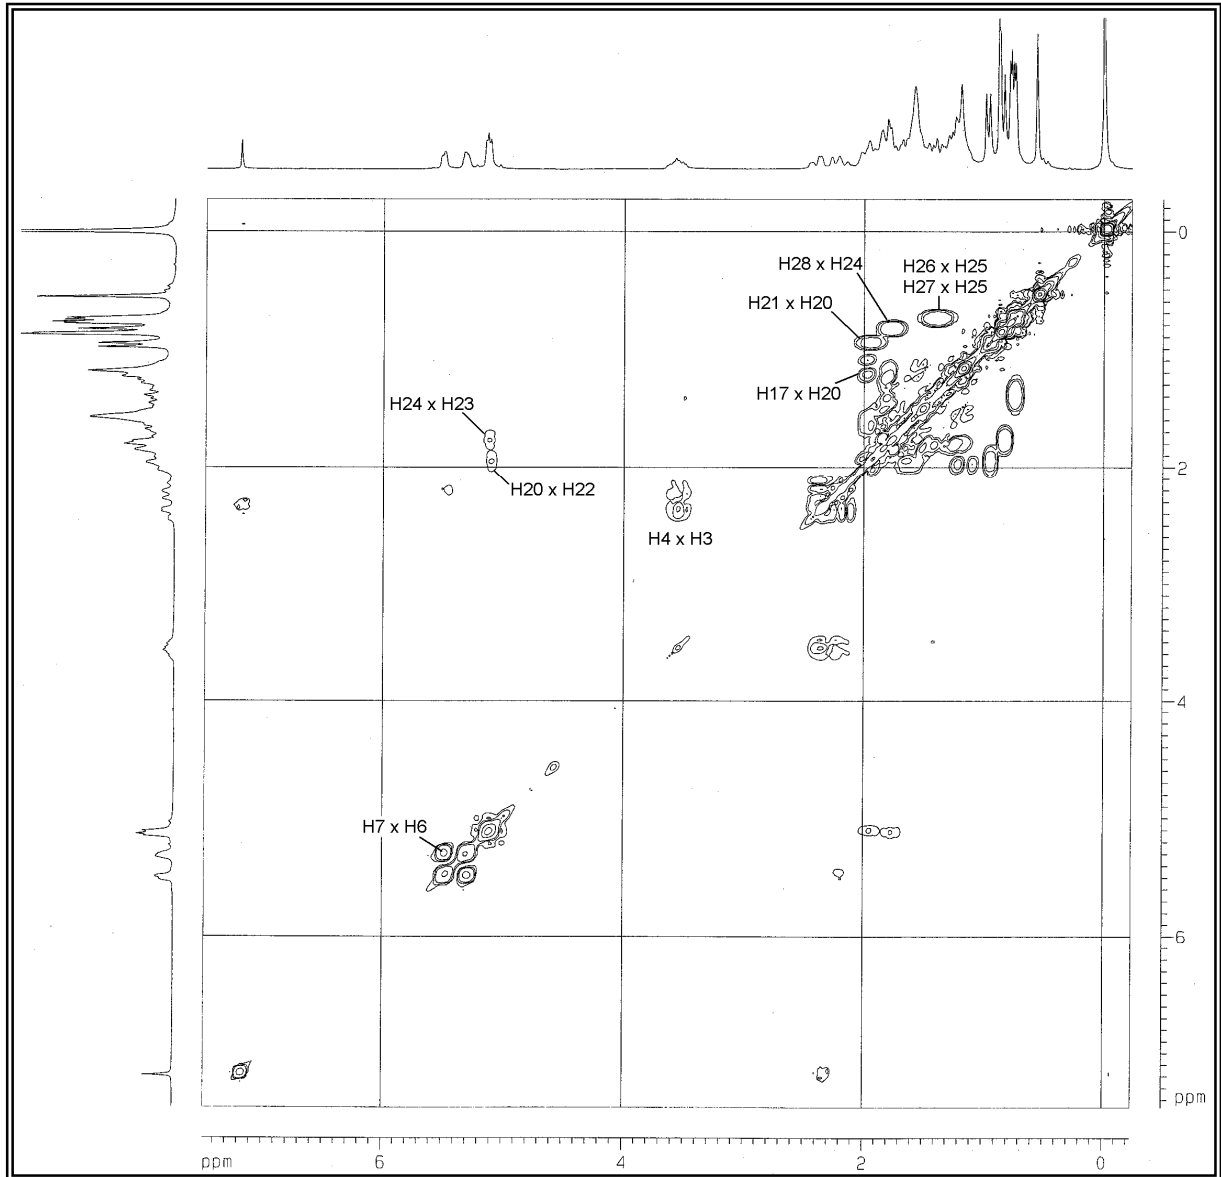 0
H28 x H24
H26 x H25
H27 x H25
H21 x H20
H17 x H20
H24 x H23
2
H20 x H22
H4 x H3
4
H7 x H6
6
ppm
ppm 6 4 2 0